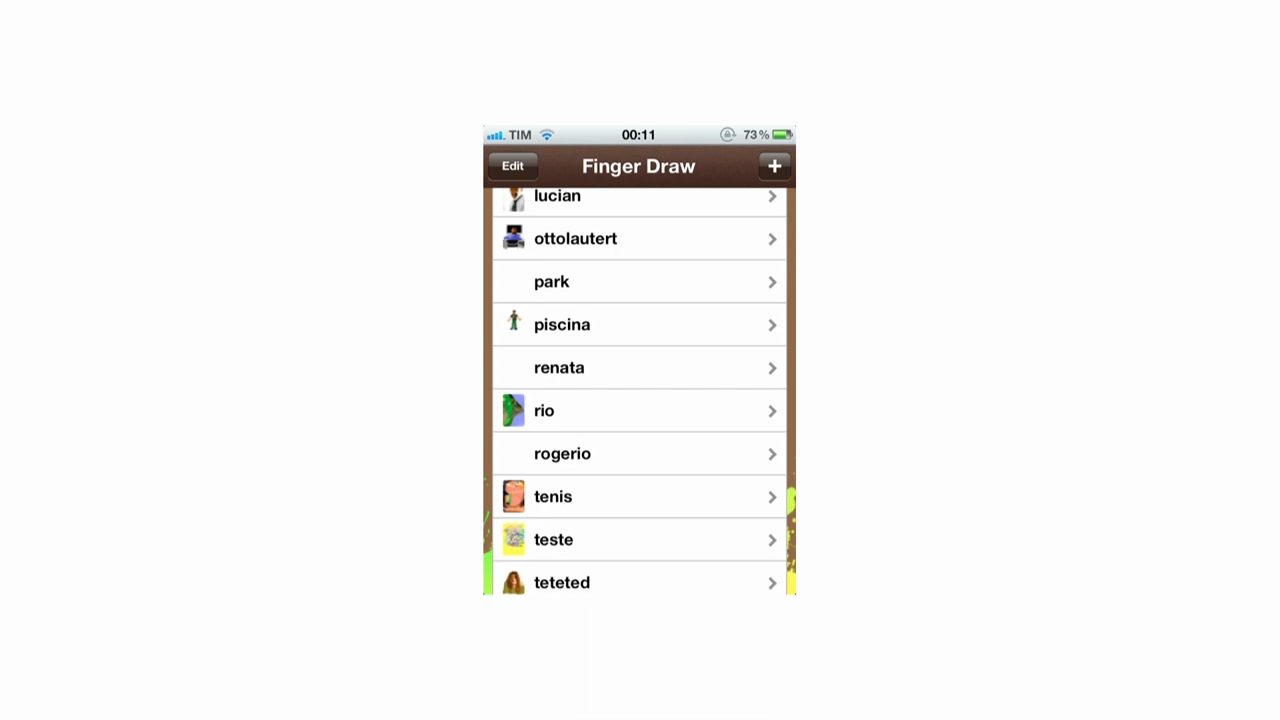 TIM 00:11 73%
Edit Finger Draw +
lucian
ottolautert
park
piscina
renata
rio
rogerio
tenis
teste
teteted